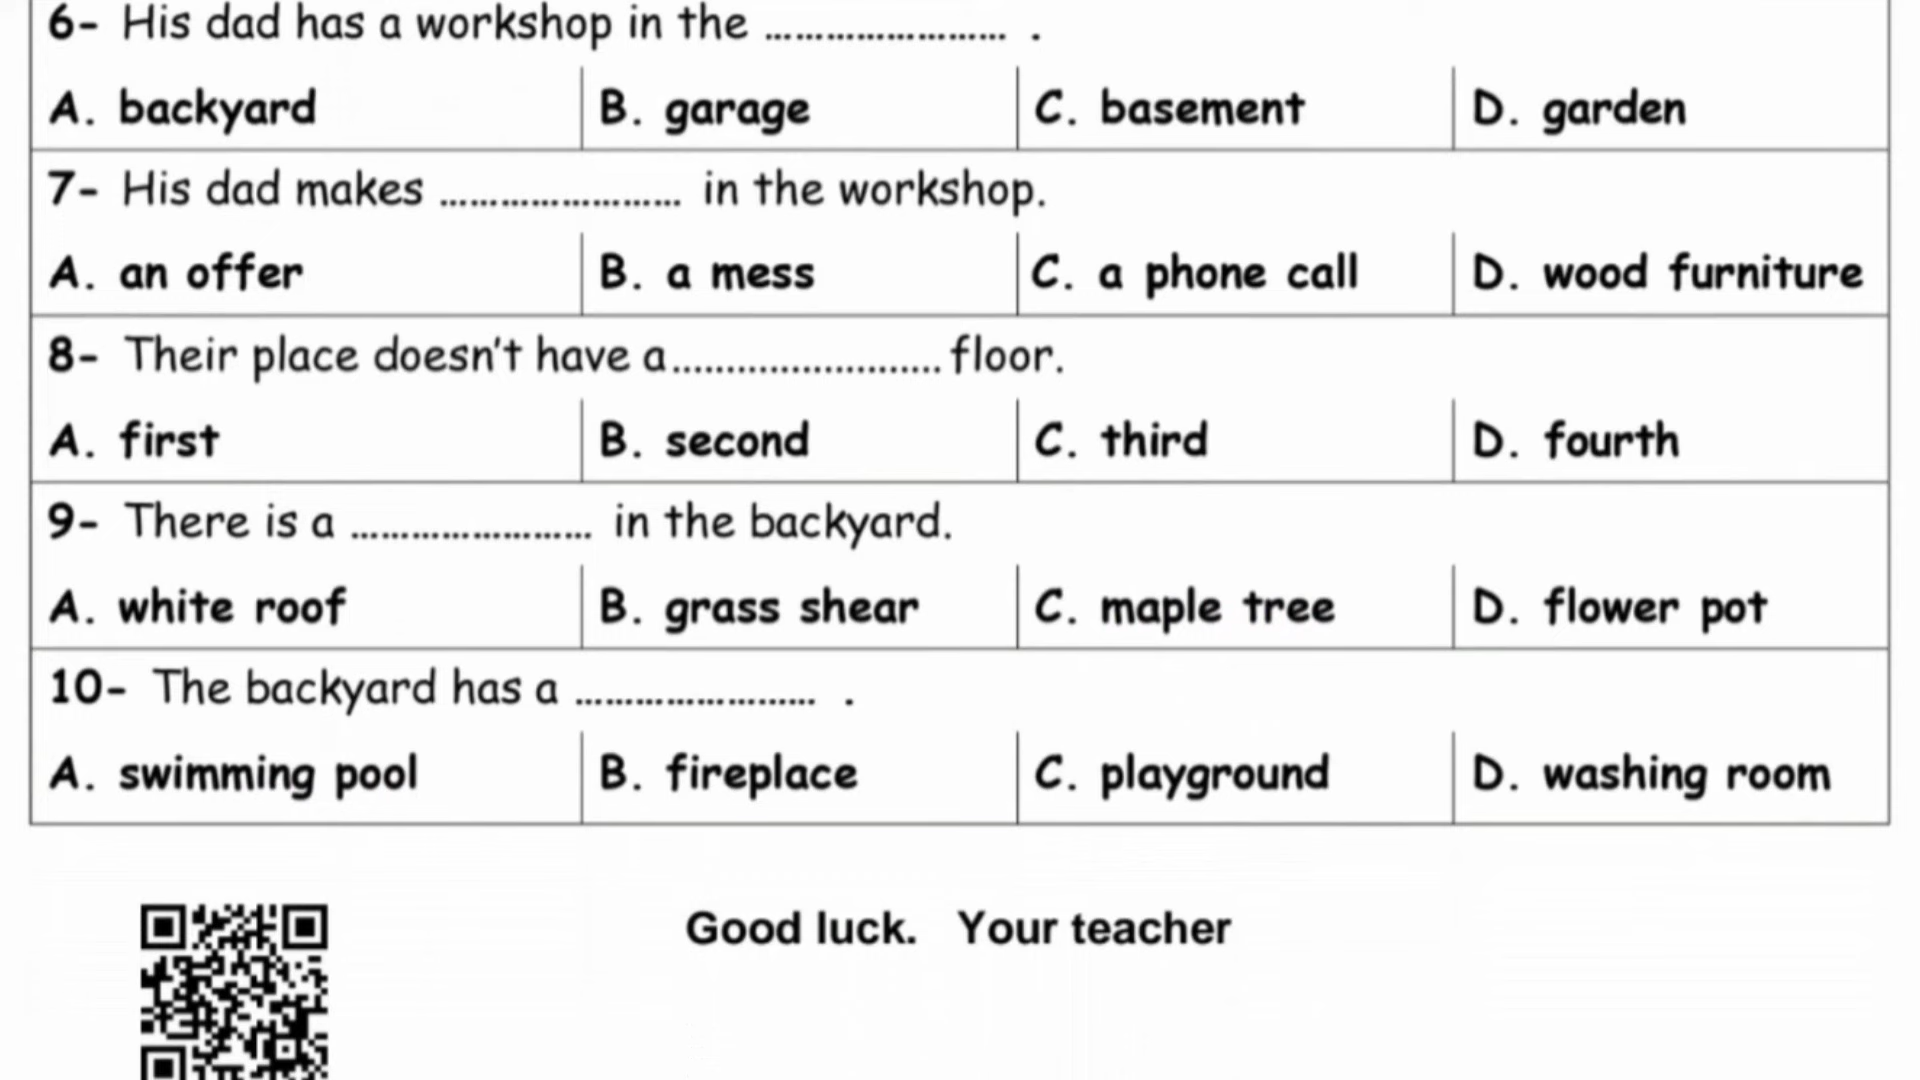 6- His dad has a workshop in the ........................ .
A. backyard B. garage C. basement D. garden
7- His dad makes ........................ in the workshop.
A. an offer B. a mess C. a phone call D. wood furniture
8- Their place doesn't have a......................... floor.
A. first B. second C. third D. fourth
9- There is a ........................ in the backyard.
A. white roof B. grass shear C. maple tree D. flower pot
10- The backyard has a ........................ .
A. swimming pool B. fireplace C. playground D. washing room
Good luck. Your teacher